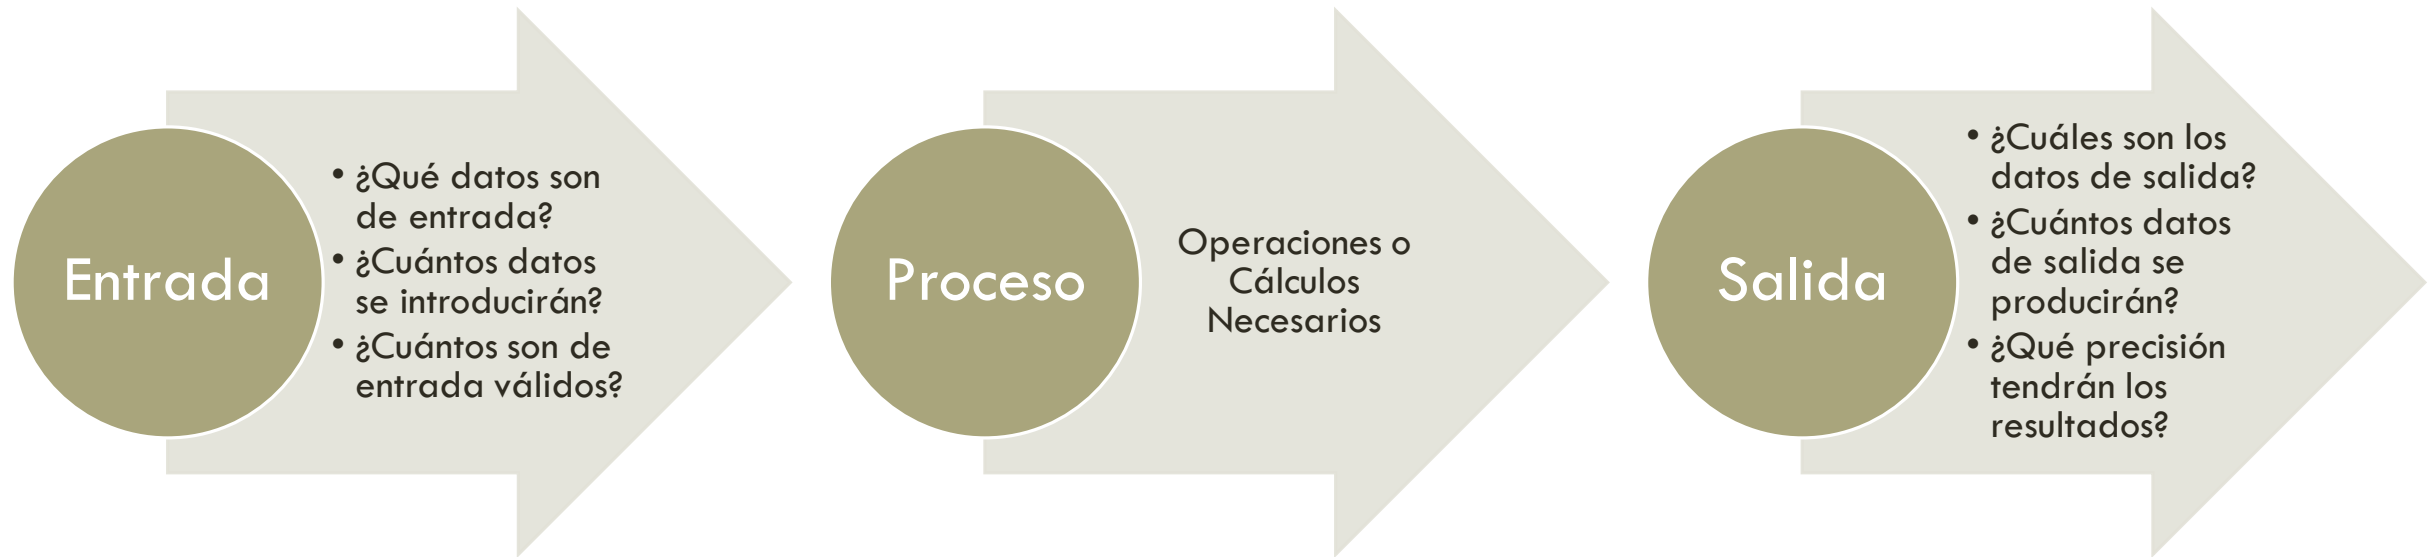 Entrada
• ¿Qué datos son
de entrada?
• ¿Cuántos datos
se introducirán?
• ¿Cuántos son de
entrada válidos?
Proceso
Operaciones o
Cálculos
Necesarios
Salida
• ¿Cuáles son los
datos de salida?
• ¿Cuántos datos
de salida se
producirán?
• ¿Qué precisión
tendrán los
resultados?